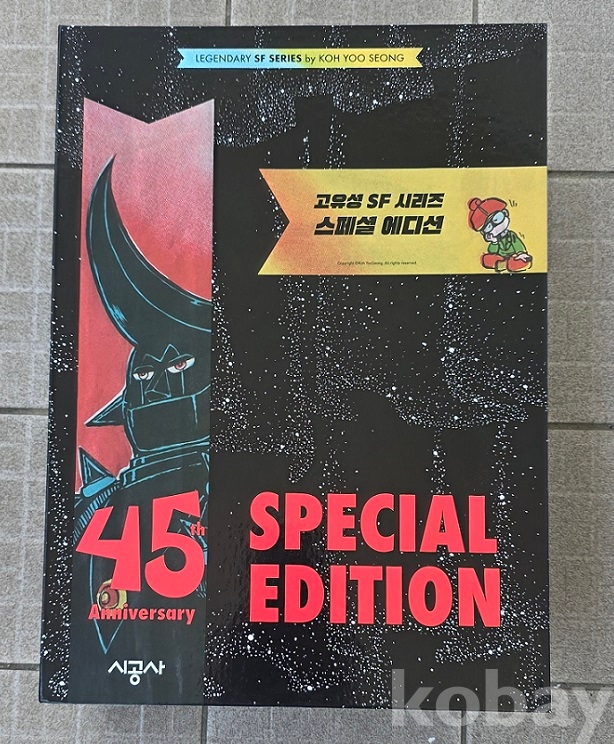 LEGENDARY SF SERIES by KOH YOO SEONG
고유성 SF 시리즈
스페셜 에디션
45th
Anniversary
SPECIAL
EDITION
시공사
kobay